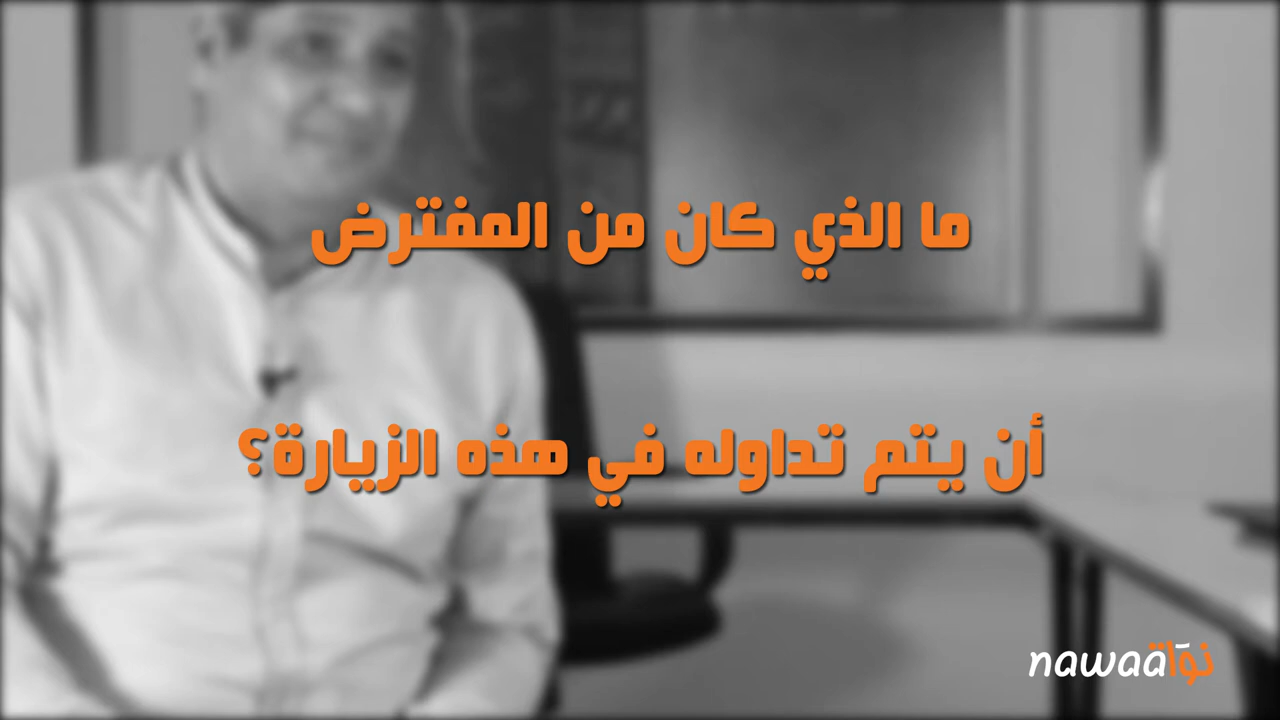 ما الذي كان من المفترض
أن يتم تداوله في هذه الزيارة؟
nawaaنواة